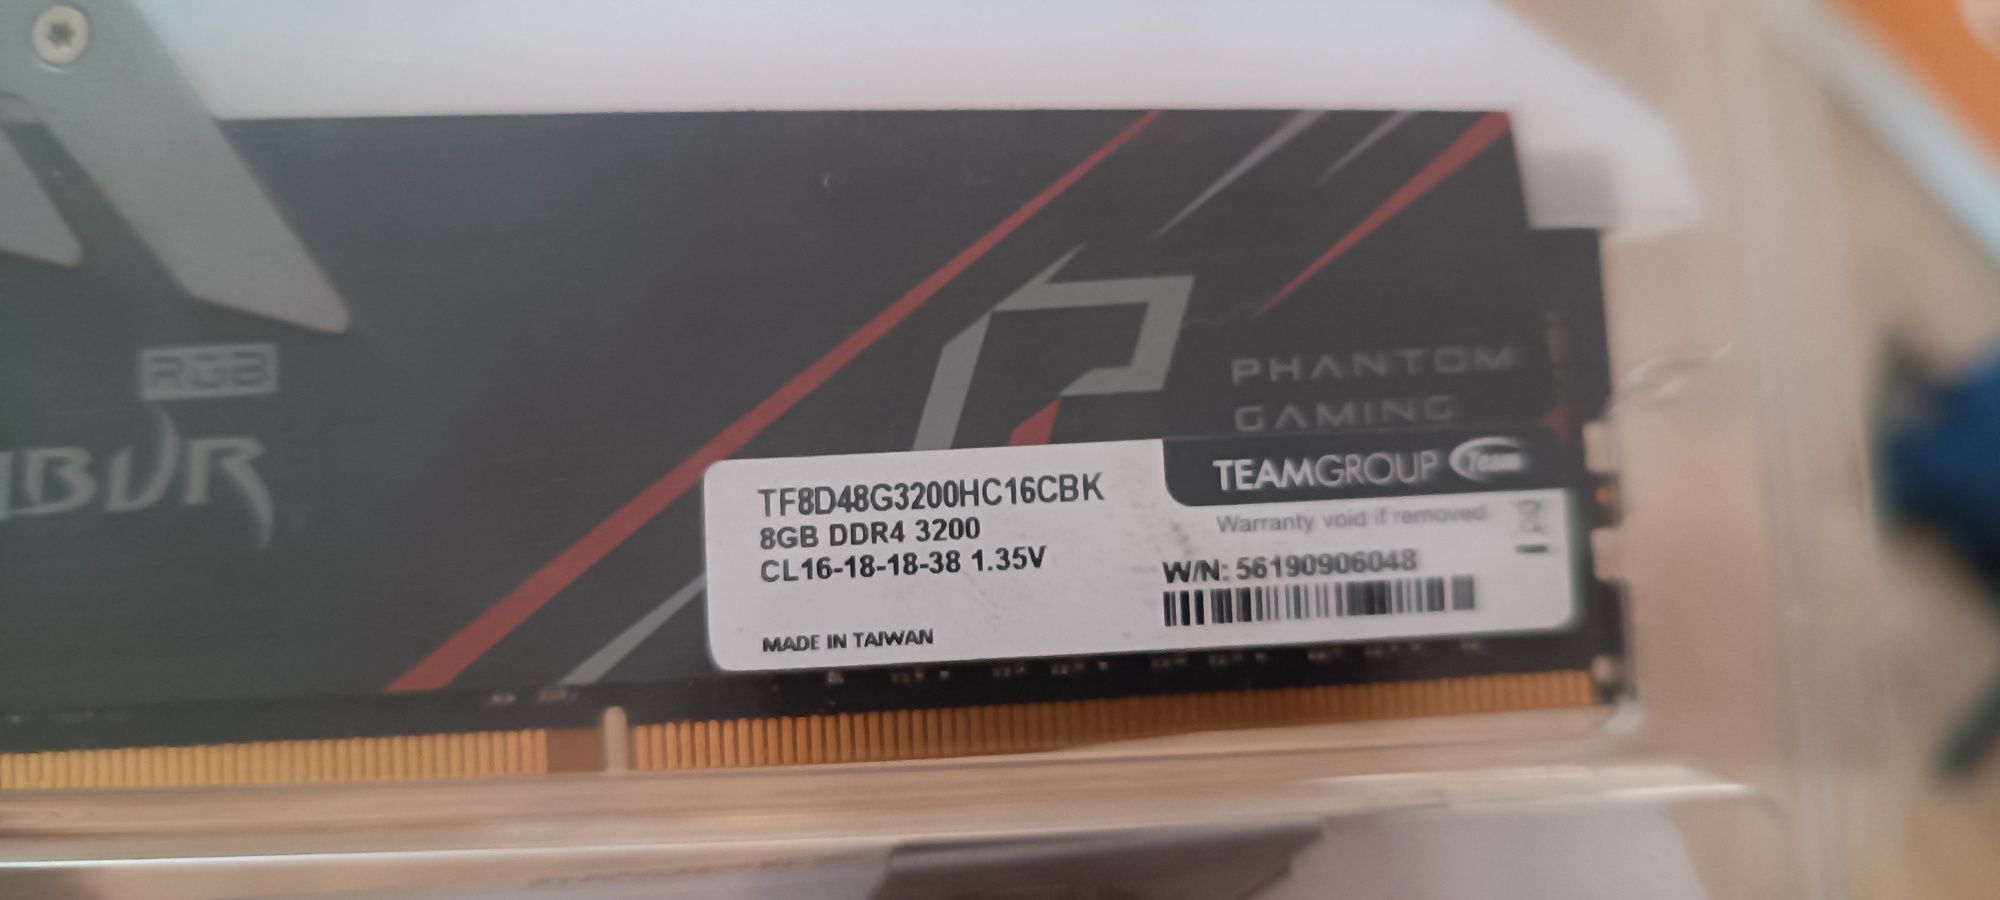 RGB
PHANTOM
GAMING
TEAMGROUP Team
TF8D48G3200HC16CBK
8GB DDR4 3200
CL16-18-18-38 1.35V
MADE IN TAIWAN
Warranty void if removed
W/N: 56190906048